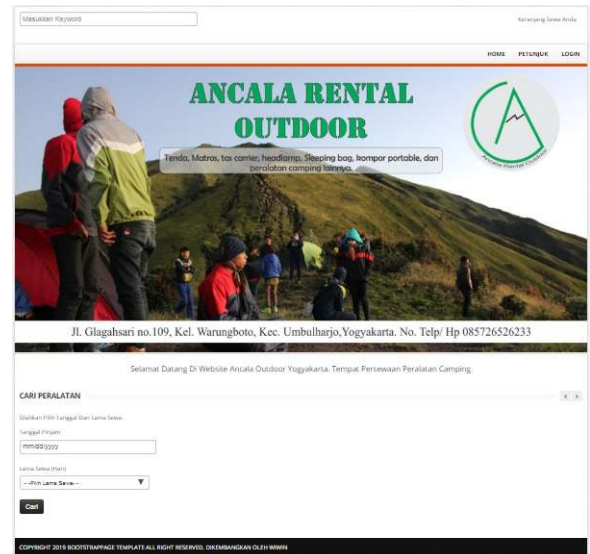 Masukkan Keyword
Keranjang Sewa Anda
HOME PETUNJUK LOGIN
ANCALA RENTAL
OUTDOOR
Tenda, Matras, tas carrier, headlamp, Sleeping bag, kompor portable, dan
peralatan camping lainnya.
Ancala Rental Outdoor
Jl. Glagahsari no.109, Kel. Warungboto, Kec. Umbulharjo,Yogyakarta. No. Telp/ Hp 085726526233
Selamat Datang Di Website Ancala Outdoor Yogyakarta. Tempat Persewaan Peralatan Camping
CARI PERALATAN
Silahkan Pilih Tanggal Dan Lama Sewa.
Tanggal Pinjam
mm/dd/yyyy
Lama Sewa (Hari)
--Pilih Lama Sewa--
Cari
COPYRIGHT 2019 BOOTSTRAPPAGE TEMPLATE ALL RIGHT RESERVED. DIKEMBANGKAN OLEH WIWIN